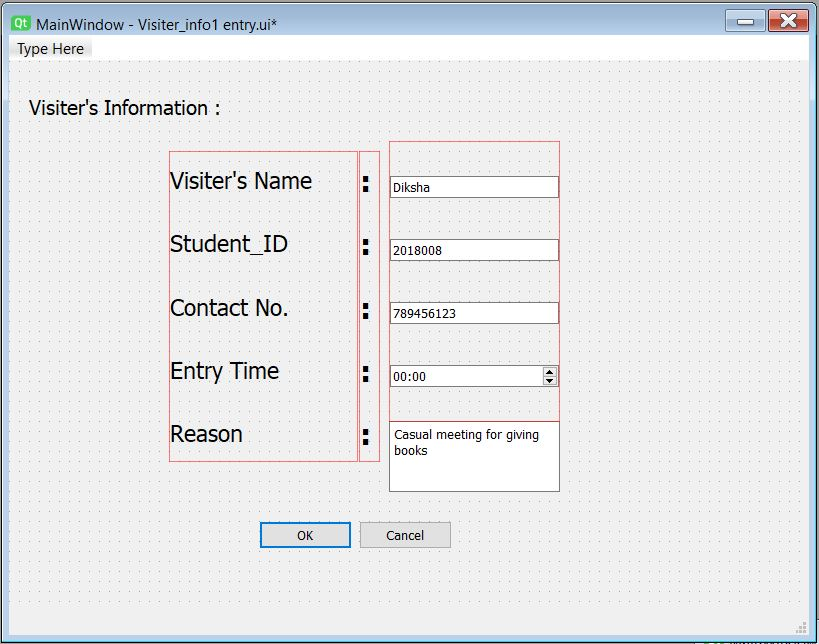 Qt MainWindow - Visiter_info1 entry.ui*
Type Here
Visiter's Information :
Visiter's Name : Diksha
Student_ID : 2018008
Contact No. : 789456123
Entry Time : 00:00
Reason : Casual meeting for giving
books
OK Cancel